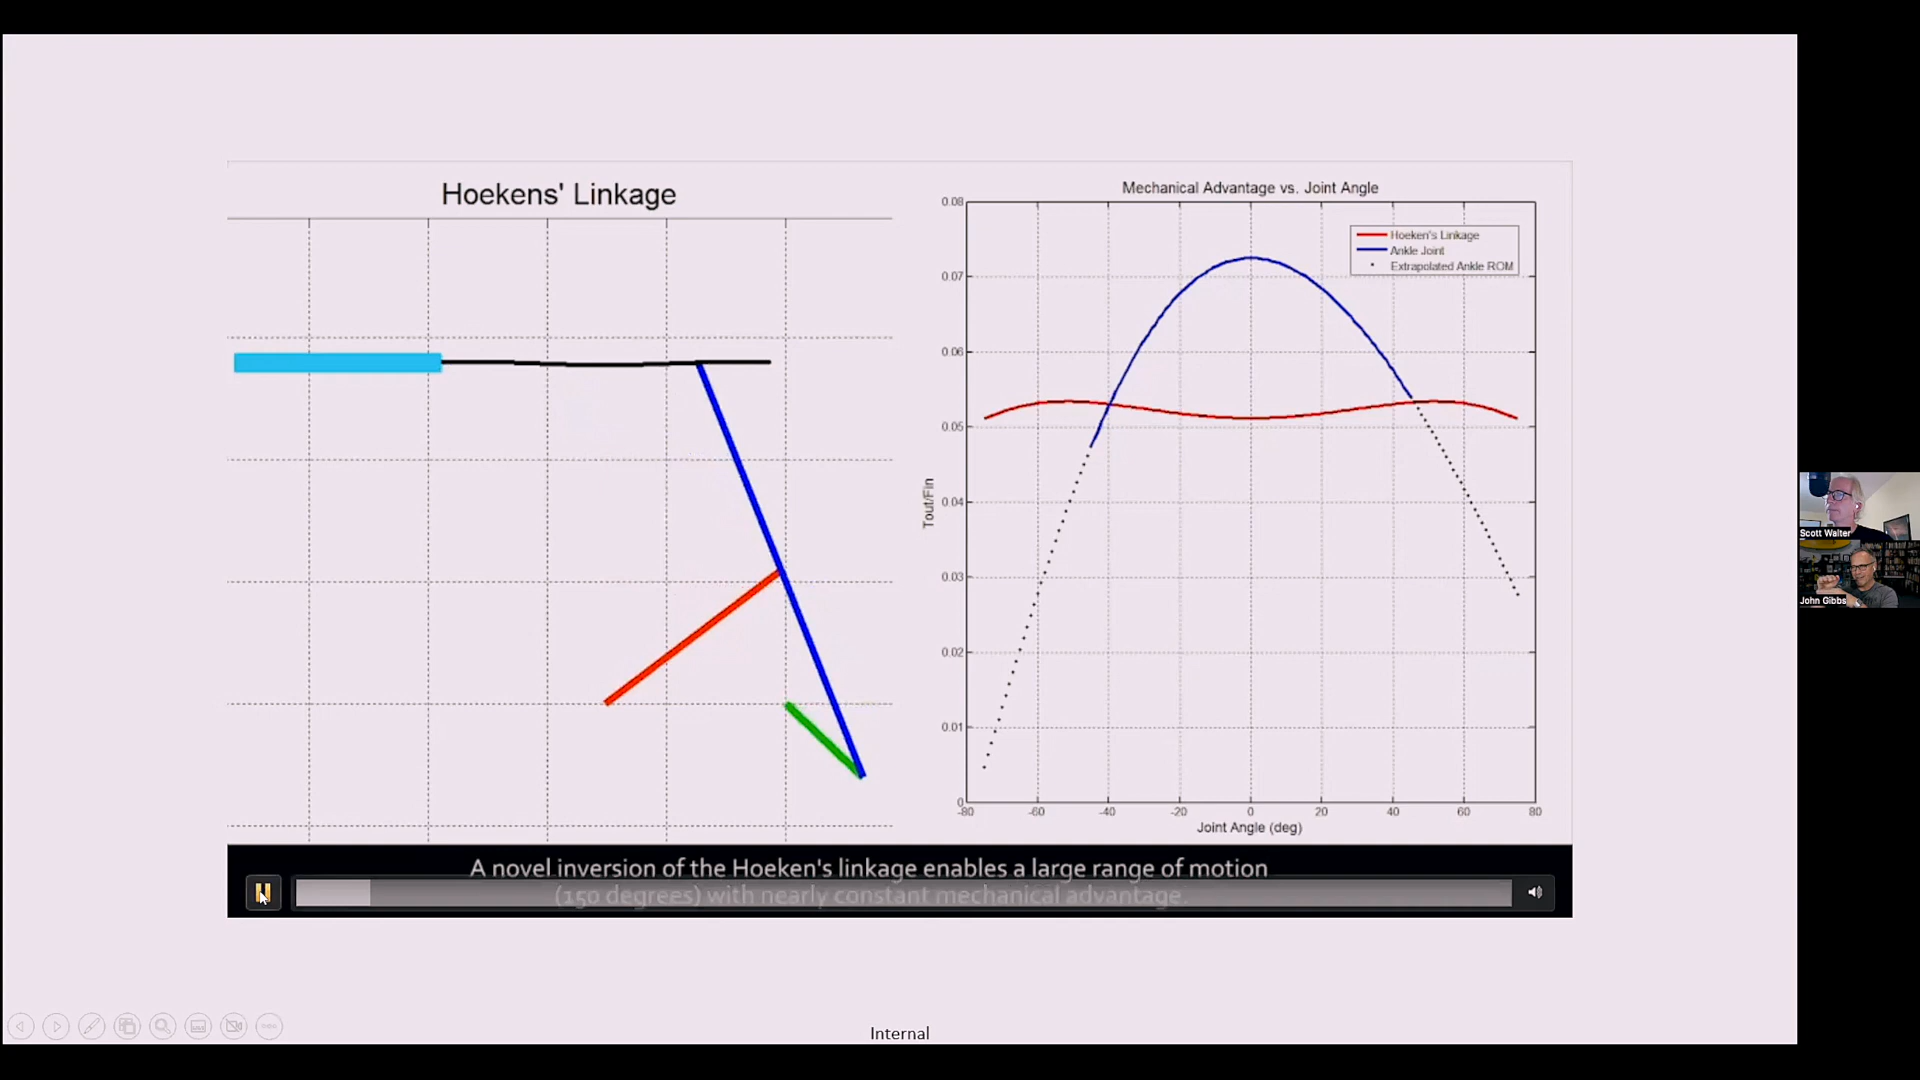 Hoekens' Linkage
Mechanical Advantage vs. Joint Angle
Hoeken's Linkage
Ankle Joint
Extrapolated Ankle ROM
0.08
0.07
0.06
0.05
0.04
0.03
0.02
0.01
0
Tout/Fin
-80 -60 -40 -20 0 20 40 60 80
Joint Angle (deg)
A novel inversion of the Hoeken's linkage enables a large range of motion
(150 degrees) with nearly constant mechanical advantage.
Scott Walter
John Gibbs
Internal